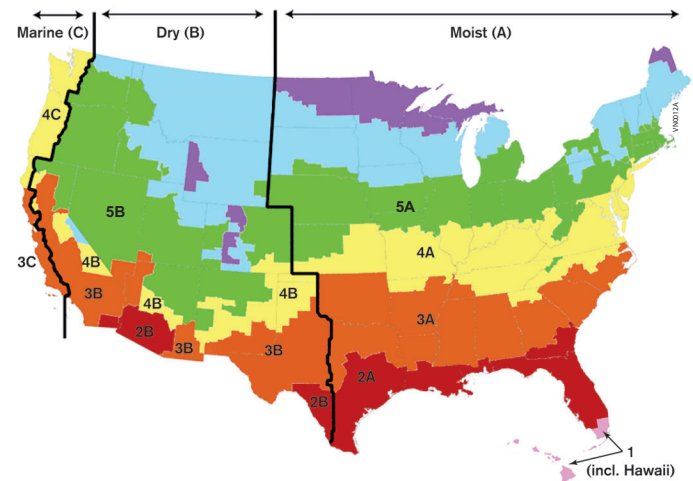 Marine (C)
Dry (B)
Moist (A)
VN0012A
4C
5B
5A
4A
3C
4B
3B
4B
4B
3A
2B
3B
3B
2A
2B
1
(incl. Hawaii)